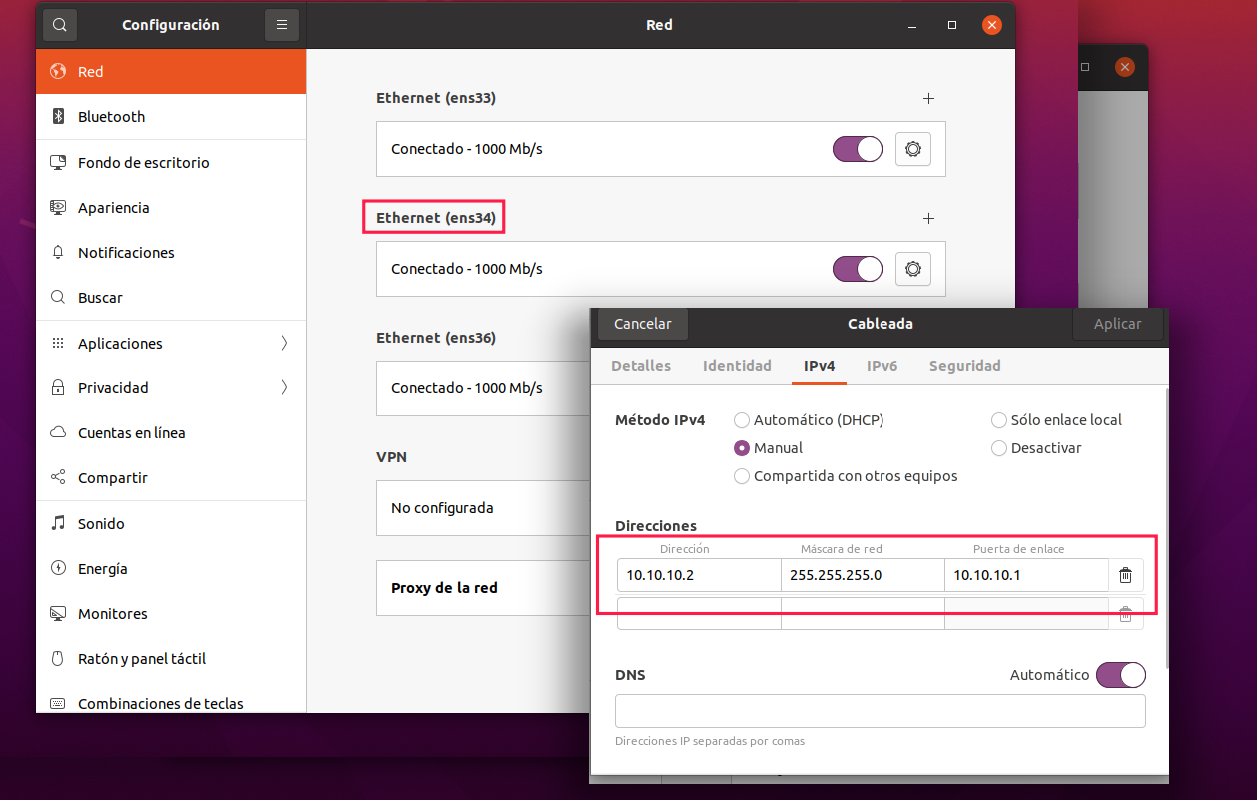 Configuración
Red
Red
Bluetooth
Fondo de escritorio
Apariencia
Notificaciones
Buscar
Aplicaciones
Privacidad
Cuentas en línea
Compartir
Sonido
Energía
Monitores
Ratón y panel táctil
Combinaciones de teclas
Ethernet (ens33)
Conectado - 1000 Mb/s
Ethernet (ens34)
Conectado - 1000 Mb/s
Ethernet (ens36)
Conectado - 1000 Mb/s
VPN
No configurada
Proxy de la red
Cancelar Cableada Aplicar
Detalles Identidad IPv4 IPv6 Seguridad
Método IPv4 Automático (DHCP) Sólo enlace local
Manual Desactivar
Compartida con otros equipos
Direcciones
Dirección Máscara de red Puerta de enlace
10.10.10.2 255.255.255.0 10.10.10.1
DNS Automático
Direcciones IP separadas por comas